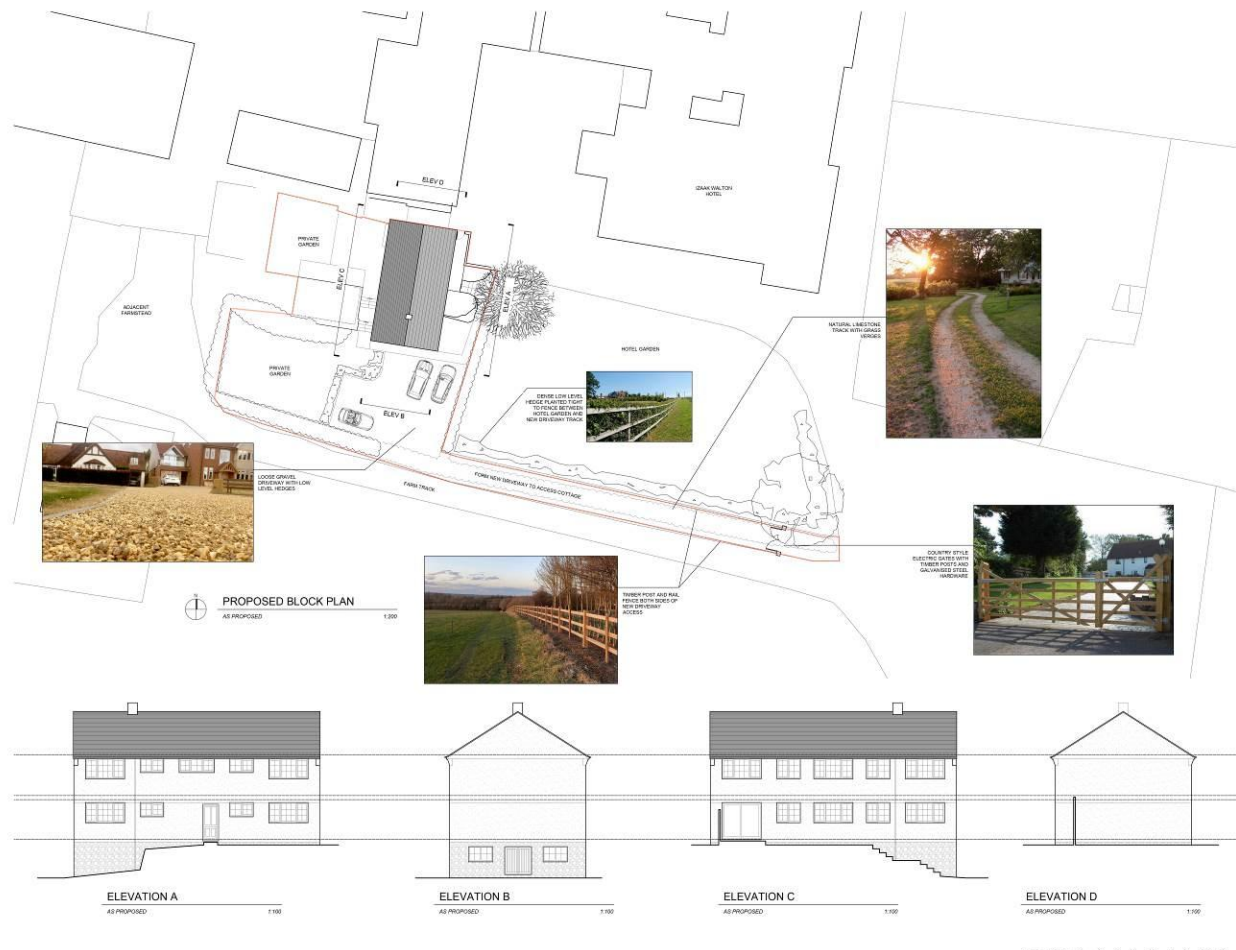 ELEV D
IZAAK WALTON
HOTEL
PRIVATE
GARDEN
ELEV C
ELEV A
ADJACENT
FARMSTEAD
NATURAL LIMESTONE
TRACK WITH GRASS
VERGES
HOTEL GARDEN
PRIVATE
GARDEN
DENSE LOW LEVEL
HEDGE PLANTED TIGHT
TO FENCE BETWEEN
HOTEL GARDEN AND
NEW DRIVEWAY TRACK
ELEV B
LOOSE GRAVEL
DRIVEWAY WITH LOW
LEVEL HEDGES
FARM TRACK
FORM NEW DRIVEWAY TO ACCESS COTTAGE
COUNTRY STYLE
ELECTRIC GATES WITH
TIMBER POSTS AND
GALVANISED STEEL
HARDWARE
TIMBER POST AND RAIL
FENCE BOTH SIDES OF
NEW DRIVEWAY
ACCESS
N
PROPOSED BLOCK PLAN
AS PROPOSED 1:200
ELEVATION A
AS PROPOSED 1:100
ELEVATION B
AS PROPOSED 1:100
ELEVATION C
AS PROPOSED 1:100
ELEVATION D
AS PROPOSED 1:100